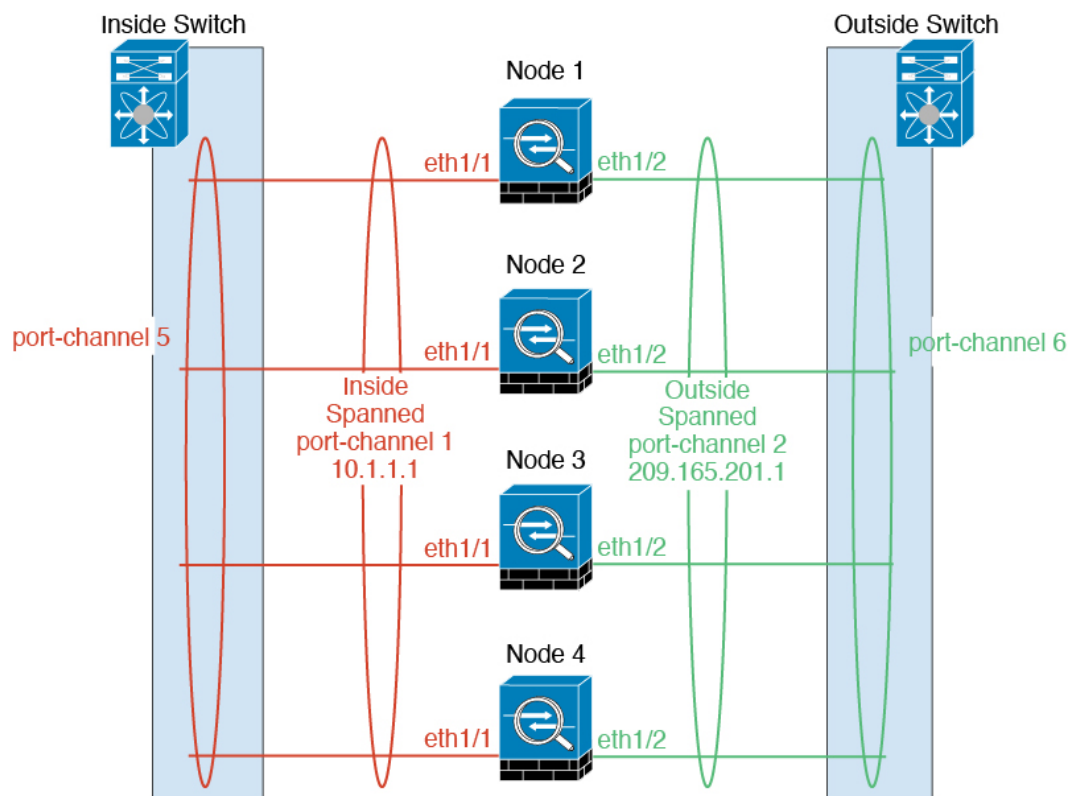 Inside Switch
Outside Switch
Node 1
eth1/1
eth1/2
Node 2
port-channel 5
eth1/1
eth1/2
port-channel 6
Inside
Spanned
port-channel 1
10.1.1.1
Outside
Spanned
port-channel 2
209.165.201.1
Node 3
eth1/1
eth1/2
Node 4
eth1/1
eth1/2